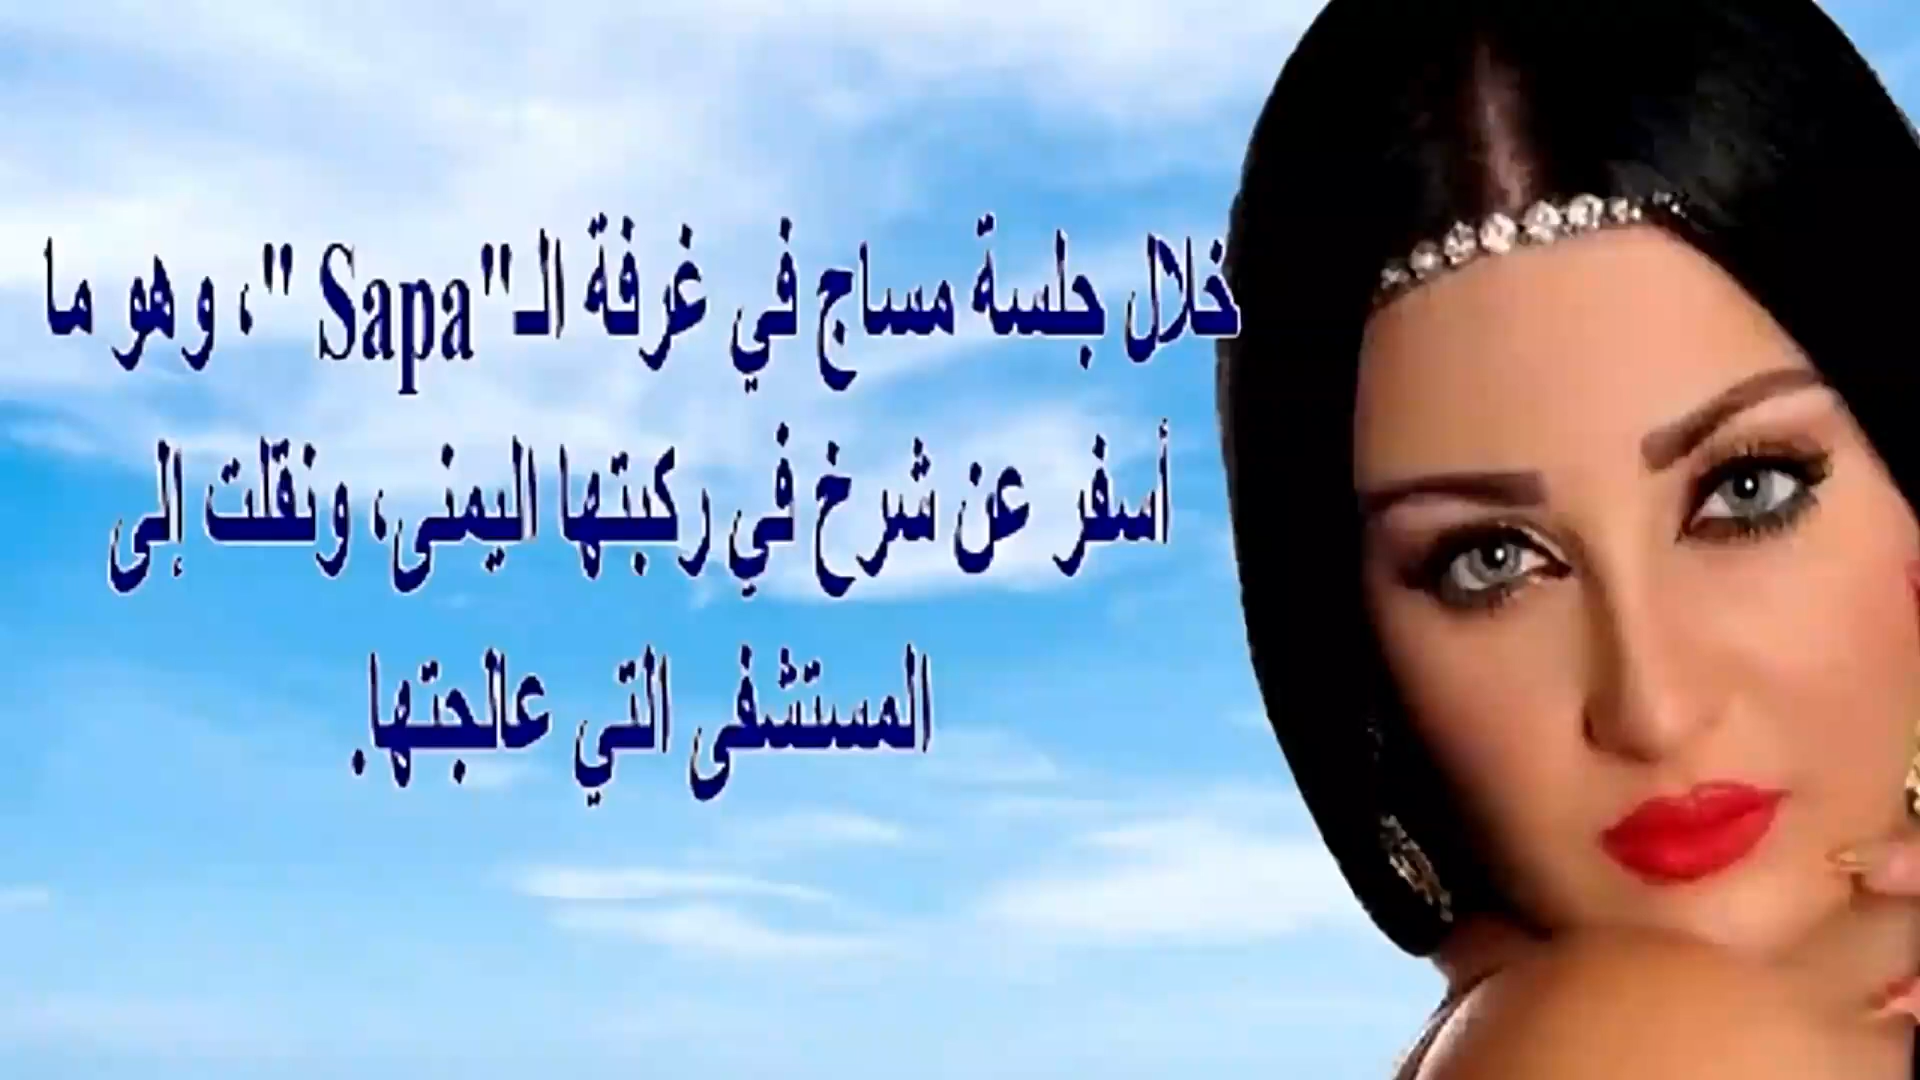 خلال جلسة مساج في غرفة الـ"Sapa "، وهو ما
أسفر عن شرخ في ركبتها اليمنى، ونقلت إلى
المستشفى التي عالجتها.